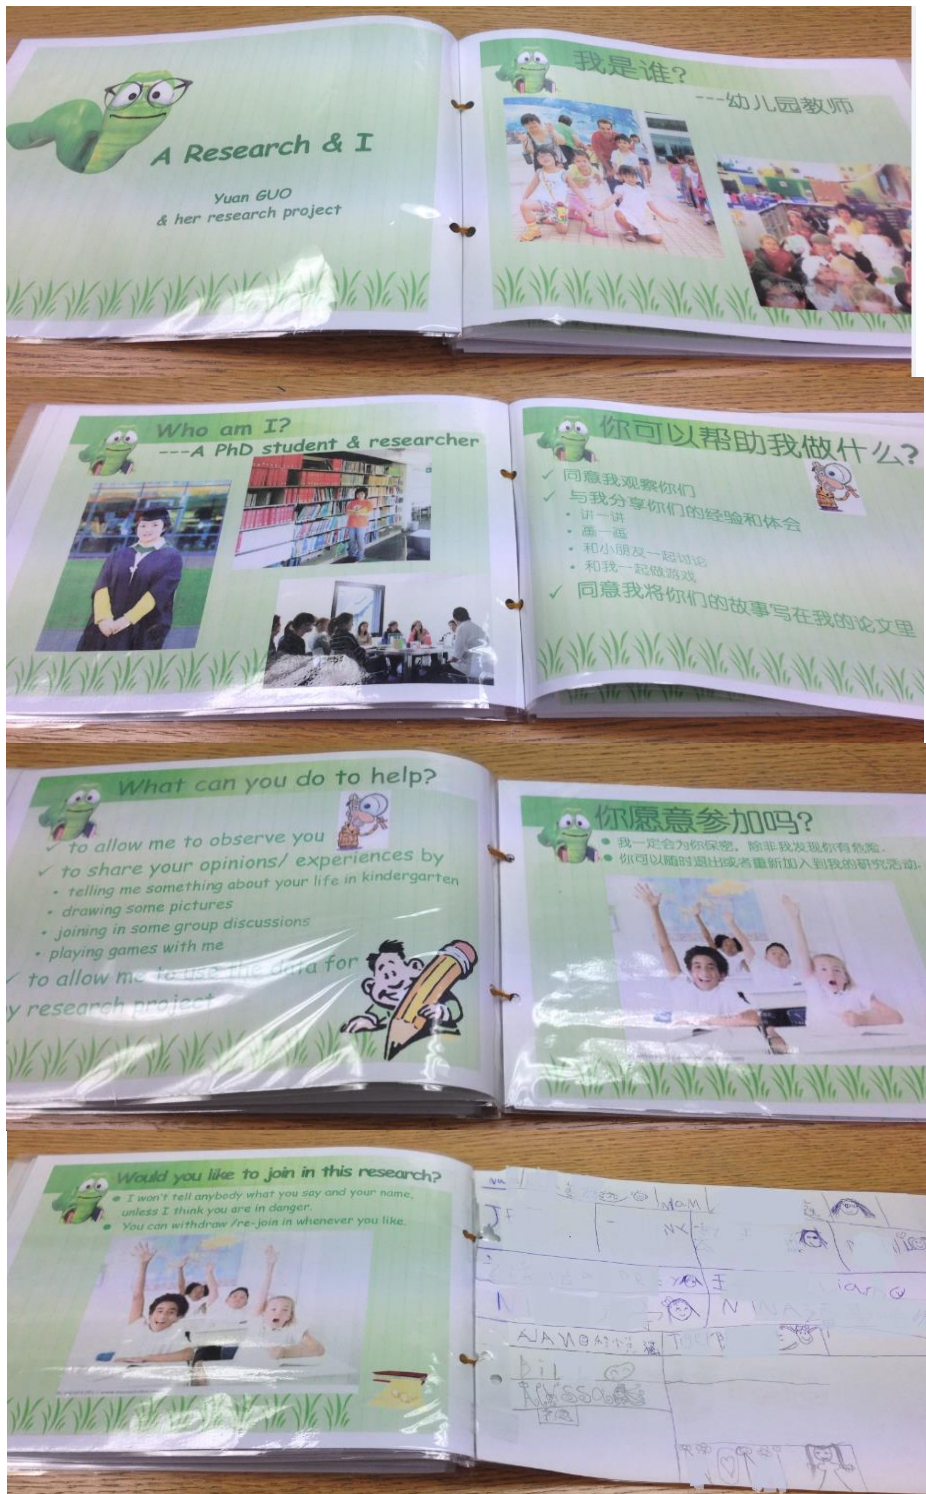 A Research & I
Yuan GUO
& her research project
我是谁?
---幼儿园教师
Who am I?
---A PhD student & researcher
你可以帮助我做什么?
✓ 同意我观察你们
✓ 与我分享你们的经验和体会
• 讲一讲
• 画一画
• 和小朋友一起讨论
• 和我一起做游戏
✓ 同意我将你们的故事写在我的论文里
What can you do to help?
✓ to allow me to observe you
✓ to share your opinions/ experiences by
• telling me something about your life in kindergarten
• drawing some pictures
• joining in some group discussions
• playing games with me
✓ to allow me to use the data for
y research project
你愿意参加吗?
● 我一定会为你保密，除非我发现你有危险.
● 你可以随时退出或者重新加入到我的研究活动.
Would you like to join in this research?
● I won't tell anybody what you say and your name,
unless I think you are in danger.
● You can withdraw /re-join in whenever you like.
NINA